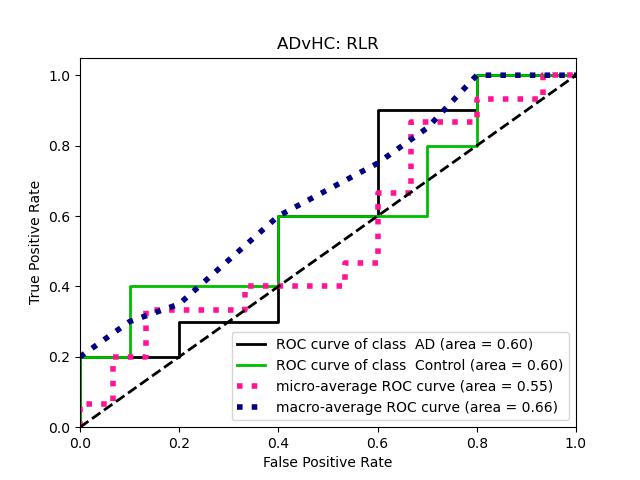 ADvHC: RLR
1.0
0.8
0.6
0.4
0.2
0.0
True Positive Rate
ROC curve of class  AD (area = 0.60)
ROC curve of class  Control (area = 0.60)
micro-average ROC curve (area = 0.55)
macro-average ROC curve (area = 0.66)
0.0 0.2 0.4 0.6 0.8 1.0
False Positive Rate